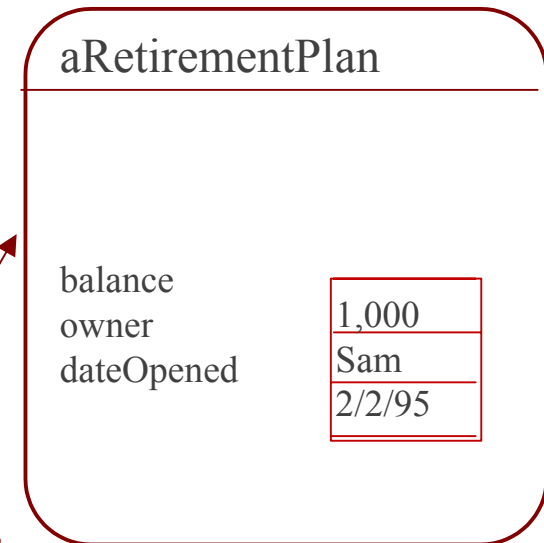 aRetirementPlan
balance
owner
dateOpened
1,000
Sam
2/2/95